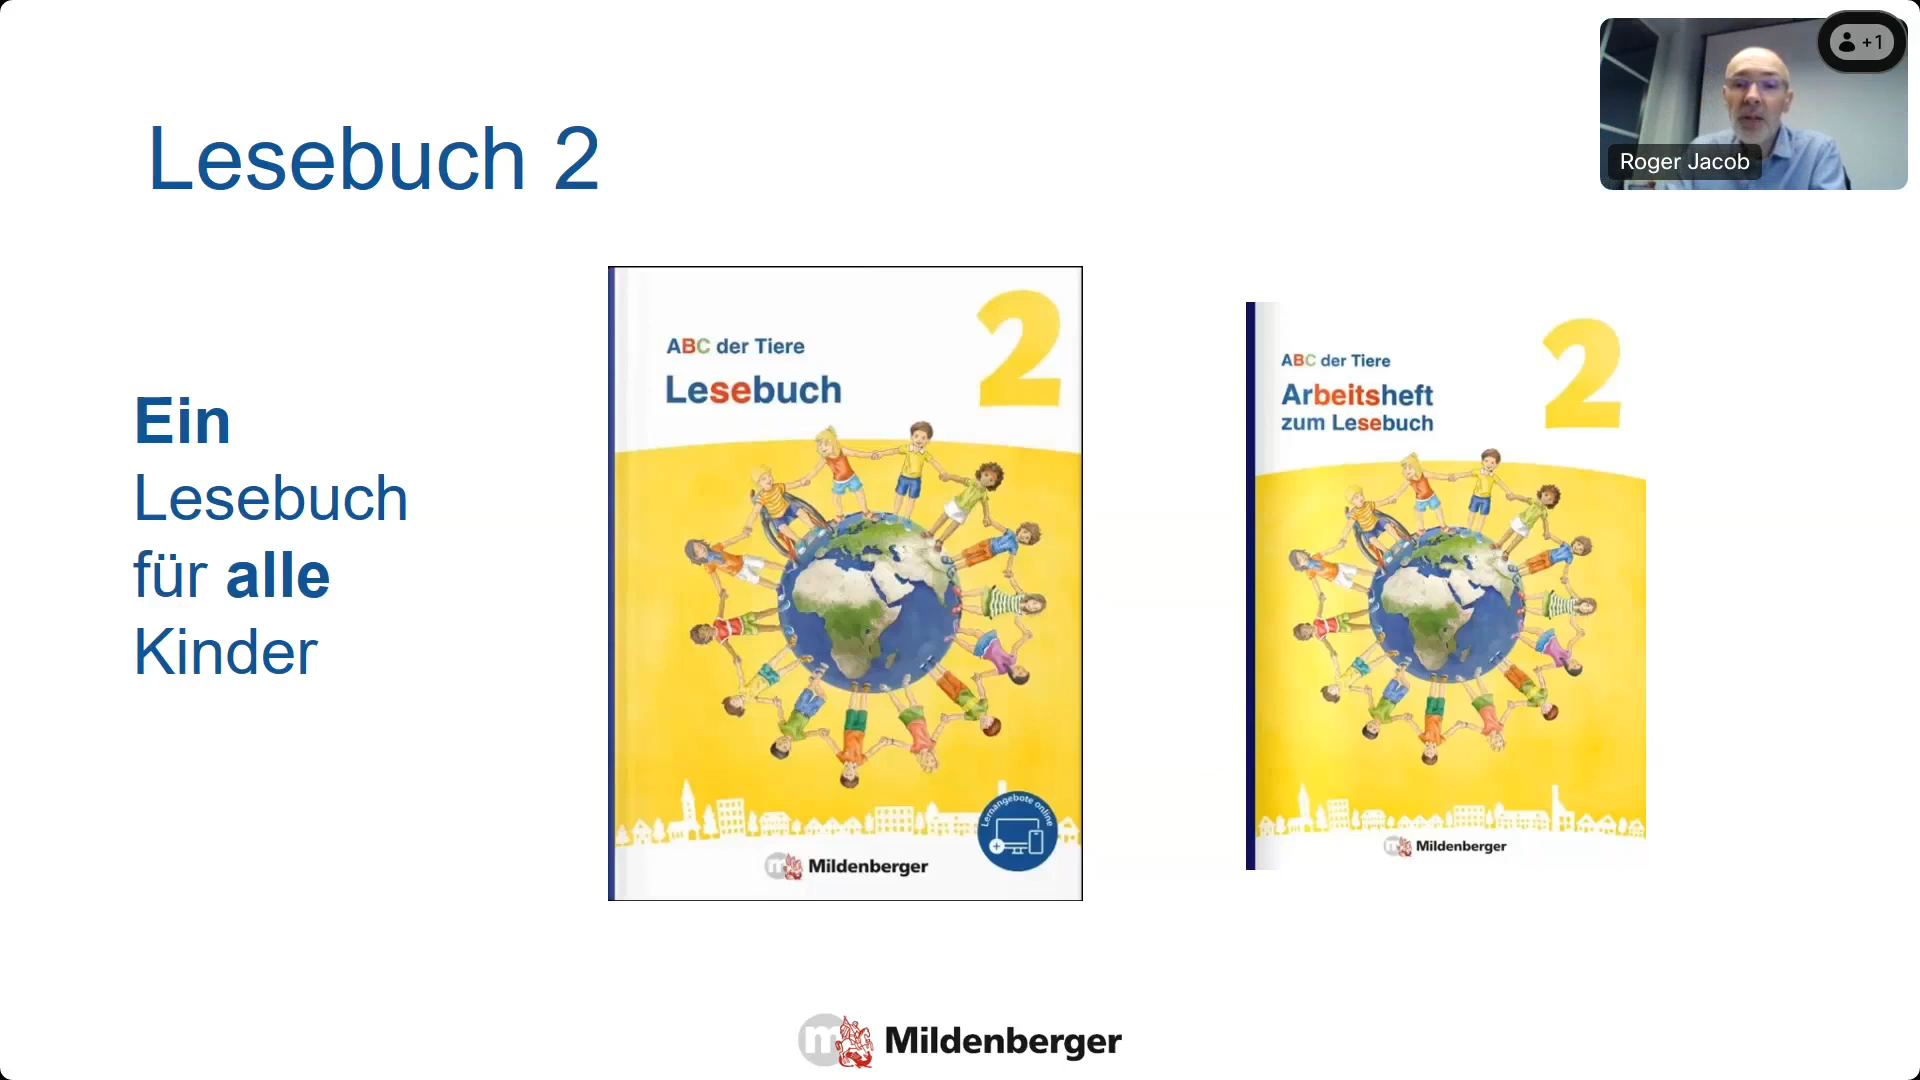 +1
Roger Jacob
Lesebuch 2
Ein
Lesebuch
für alle
Kinder
2
ABC der Tiere
Lesebuch
Lernangebote online
m Mildenberger
2
ABC der Tiere
Arbeitsheft
zum Lesebuch
m Mildenberger
m Mildenberger